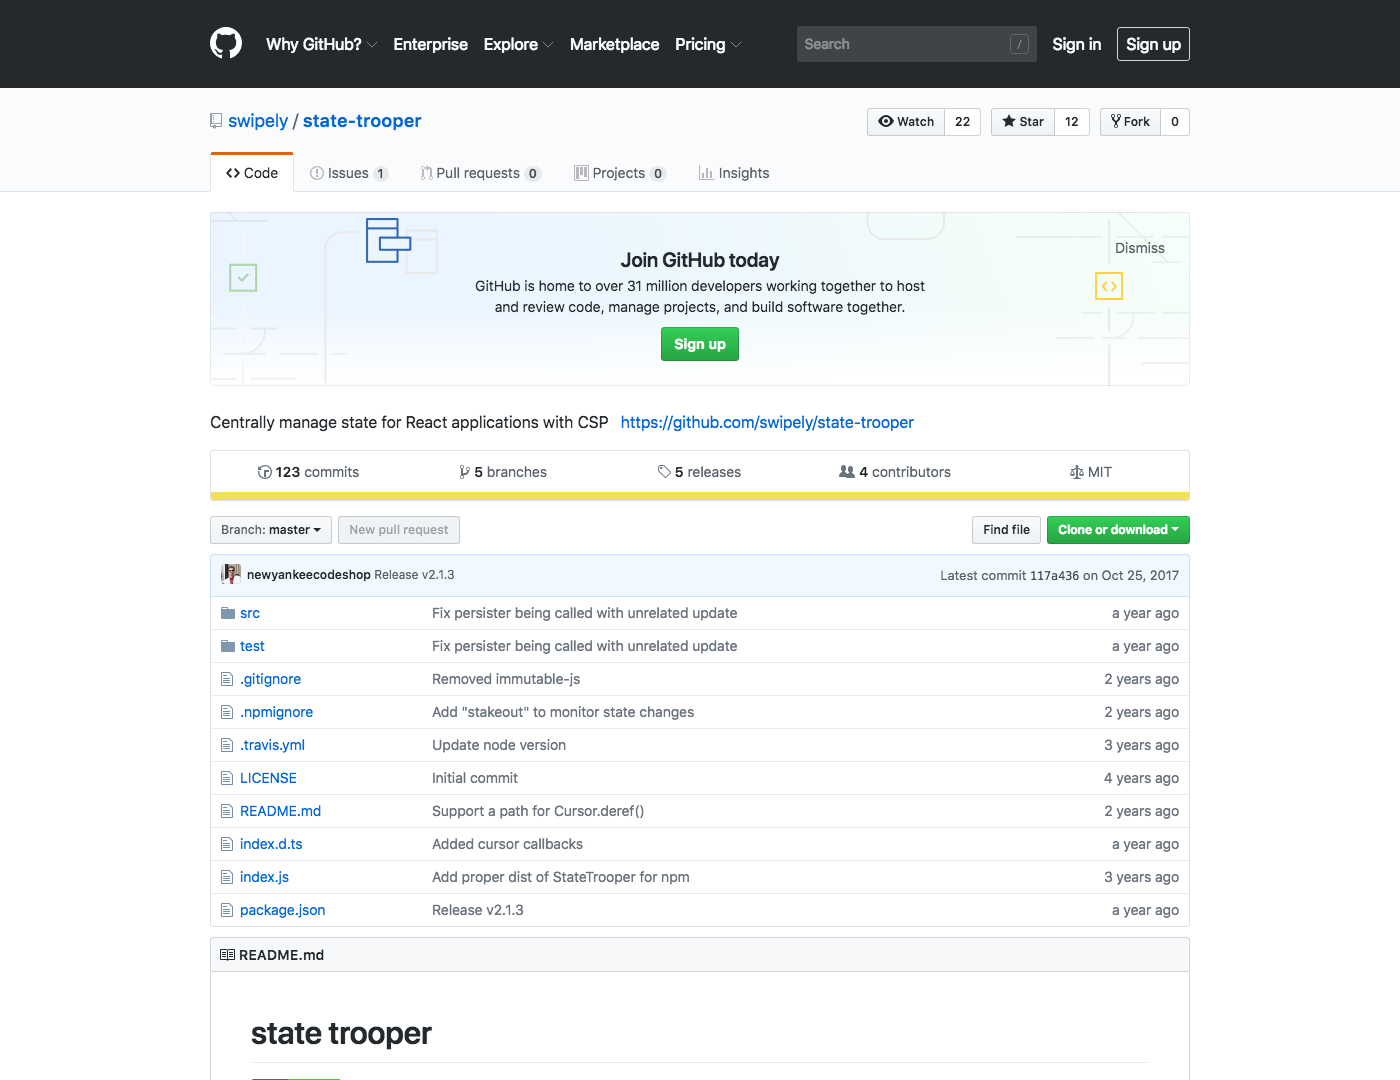 Why GitHub? Enterprise Explore Marketplace Pricing Search / Sign in Sign up
swipely / state-trooper Watch 22 Star 12 Fork 0
Code Issues 1 Pull requests 0 Projects 0 Insights
Dismiss
Join GitHub today
GitHub is home to over 31 million developers working together to host
and review code, manage projects, and build software together.
Sign up
Centrally manage state for React applications with CSP https://github.com/swipely/state-trooper
123 commits 5 branches 5 releases 4 contributors MIT
Branch: master New pull request Find file Clone or download
newyankeecodeshop Release v2.1.3 Latest commit 117a436 on Oct 25, 2017
src Fix persister being called with unrelated update a year ago
test Fix persister being called with unrelated update a year ago
.gitignore Removed immutable-js 2 years ago
.npmignore Add "stakeout" to monitor state changes 2 years ago
.travis.yml Update node version 3 years ago
LICENSE Initial commit 4 years ago
README.md Support a path for Cursor.deref() 2 years ago
index.d.ts Added cursor callbacks a year ago
index.js Add proper dist of StateTrooper for npm 3 years ago
package.json Release v2.1.3 a year ago
README.md
state trooper